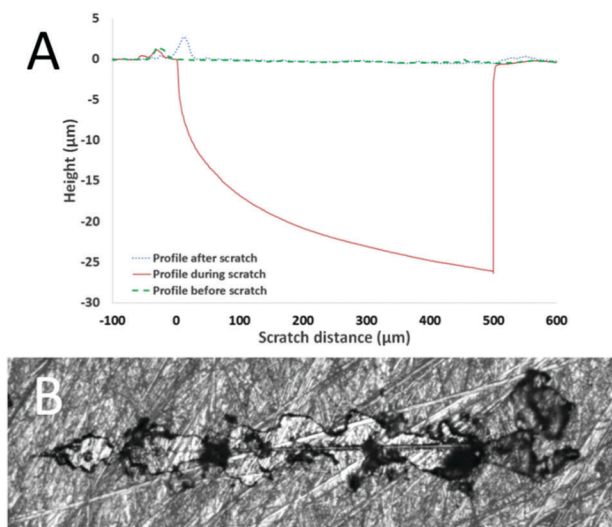 A
5
0
-5
-10
-15
-20
-25
-30
Height (µm)
Profile after scratch
Profile during scratch
Profile before scratch
-100 0 100 200 300 400 500 600
Scratch distance (µm)
B